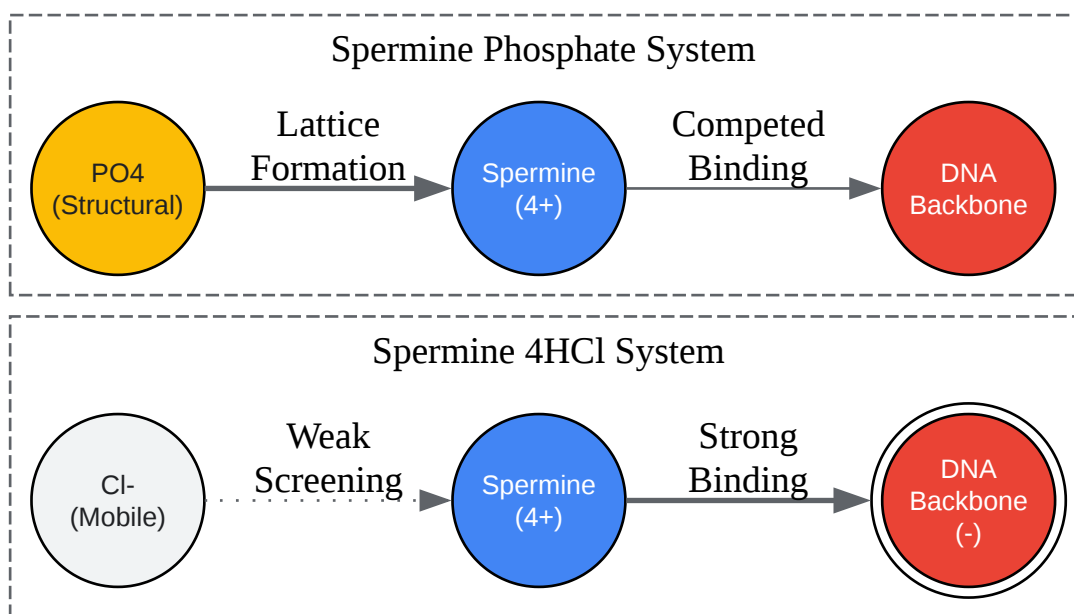 Spermine Phosphate System
Lattice
Formation
Competed
Binding
PO4
(Structural)
Spermine
(4+)
DNA
Backbone
Spermine 4HCl System
Weak
Screening
Strong
Binding
Cl-
(Mobile)
Spermine
(4+)
DNA
Backbone
(-)